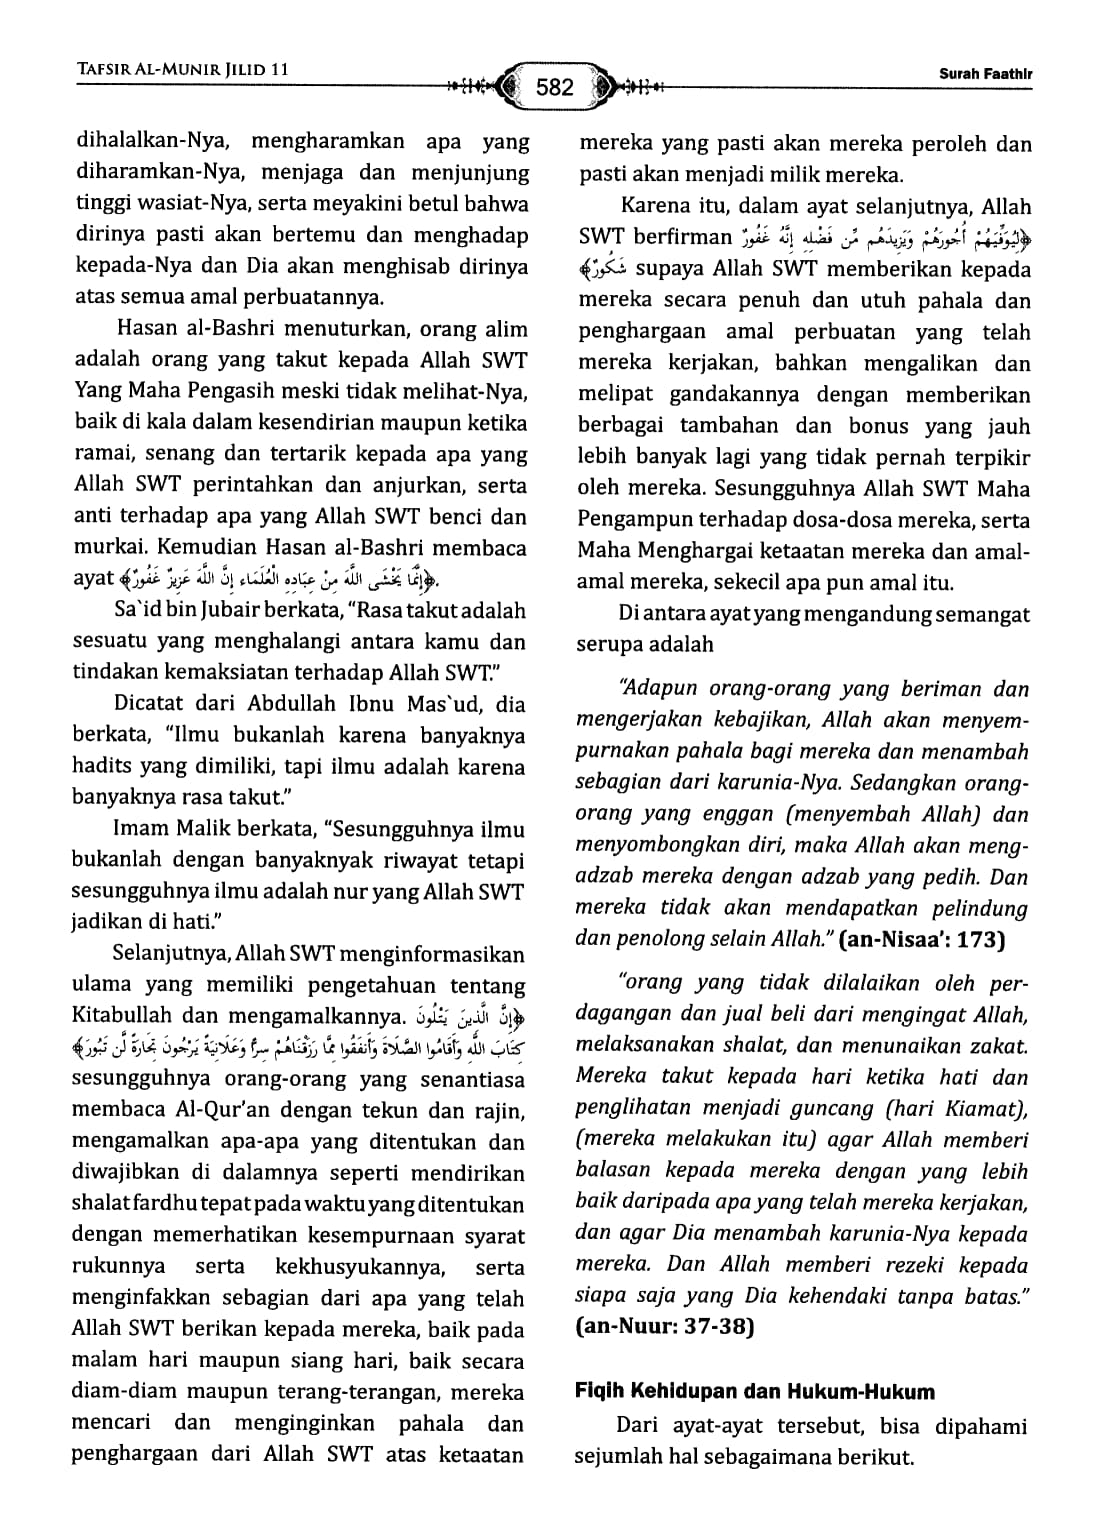 TAFSIR AL-MUNIR JILID 11
582
Surah Faathir
dihalalkan-Nya, mengharamkan apa yang
diharamkan-Nya, menjaga dan menjunjung
tinggi wasiat-Nya, serta meyakini betul bahwa
dirinya pasti akan bertemu dan menghadap
kepada-Nya dan Dia akan menghisab dirinya
atas semua amal perbuatannya.
Hasan al-Bashri menuturkan, orang alim
adalah orang yang takut kepada Allah SWT
Yang Maha Pengasih meski tidak melihat-Nya,
baik di kala dalam kesendirian maupun ketika
ramai, senang dan tertarik kepada apa yang
Allah SWT perintahkan dan anjurkan, serta
anti terhadap apa yang Allah SWT benci dan
murkai. Kemudian Hasan al-Bashri membaca
ayat ﴿إِنَّمَا يَخْشَى اللَّهَ مِنْ عِبَادِهِ الْعُلَمَاء إِنَّ اللَّهَ عَزِيزٌ غَفُورٌ﴾.
Sa`id bin Jubair berkata, “Rasa takut adalah
sesuatu yang menghalangi antara kamu dan
tindakan kemaksiatan terhadap Allah SWT.”
Dicatat dari Abdullah Ibnu Mas`ud, dia
berkata, “Ilmu bukanlah karena banyaknya
hadits yang dimiliki, tapi ilmu adalah karena
banyaknya rasa takut.”
Imam Malik berkata, “Sesungguhnya ilmu
bukanlah dengan banyaknyak riwayat tetapi
sesungguhnya ilmu adalah nur yang Allah SWT
jadikan di hati.”
Selanjutnya, Allah SWT menginformasikan
ulama yang memiliki pengetahuan tentang
Kitabullah dan mengamalkannya. ﴿إِنَّ الَّذِينَ يَتْلُونَ
كِتَابَ اللَّهِ وَأَقَامُوا الصَّلَاةَ وَأَنفَقُوا مِمَّا رَزَقْنَاهُمْ سِرًّا وَعَلَانِيَةً يَرْجُونَ تِجَارَةً لَّن تَبُورَ﴾
sesungguhnya orang-orang yang senantiasa
membaca Al-Qur’an dengan tekun dan rajin,
mengamalkan apa-apa yang ditentukan dan
diwajibkan di dalamnya seperti mendirikan
shalat fardhu tepat pada waktu yang ditentukan
dengan memerhatikan kesempurnaan syarat
rukunnya serta kekhusyukannya, serta
menginfakkan sebagian dari apa yang telah
Allah SWT berikan kepada mereka, baik pada
malam hari maupun siang hari, baik secara
diam-diam maupun terang-terangan, mereka
mencari dan menginginkan pahala dan
penghargaan dari Allah SWT atas ketaatan
mereka yang pasti akan mereka peroleh dan
pasti akan menjadi milik mereka.
Karena itu, dalam ayat selanjutnya, Allah
SWT berfirman ﴿لِيُوَفِّيَهُمْ أُجُورَهُمْ وَيَزِيدَهُم مِّن فَضْلِهِ إِنَّهُ غَفُورٌ
شَكُورٌ﴾ supaya Allah SWT memberikan kepada
mereka secara penuh dan utuh pahala dan
penghargaan amal perbuatan yang telah
mereka kerjakan, bahkan mengalikan dan
melipat gandakannya dengan memberikan
berbagai tambahan dan bonus yang jauh
lebih banyak lagi yang tidak pernah terpikir
oleh mereka. Sesungguhnya Allah SWT Maha
Pengampun terhadap dosa-dosa mereka, serta
Maha Menghargai ketaatan mereka dan amal-
amal mereka, sekecil apa pun amal itu.
Di antara ayat yang mengandung semangat
serupa adalah
“Adapun orang-orang yang beriman dan
mengerjakan kebajikan, Allah akan menyem-
purnakan pahala bagi mereka dan menambah
sebagian dari karunia-Nya. Sedangkan orang-
orang yang enggan (menyembah Allah) dan
menyombongkan diri, maka Allah akan meng-
adzab mereka dengan adzab yang pedih. Dan
mereka tidak akan mendapatkan pelindung
dan penolong selain Allah.” (an-Nisaa’: 173)
“orang yang tidak dilalaikan oleh per-
dagangan dan jual beli dari mengingat Allah,
melaksanakan shalat, dan menunaikan zakat.
Mereka takut kepada hari ketika hati dan
penglihatan menjadi guncang (hari Kiamat),
(mereka melakukan itu) agar Allah memberi
balasan kepada mereka dengan yang lebih
baik daripada apa yang telah mereka kerjakan,
dan agar Dia menambah karunia-Nya kepada
mereka. Dan Allah memberi rezeki kepada
siapa saja yang Dia kehendaki tanpa batas.”
(an-Nuur: 37-38)
Fiqih Kehidupan dan Hukum-Hukum
Dari ayat-ayat tersebut, bisa dipahami
sejumlah hal sebagaimana berikut.